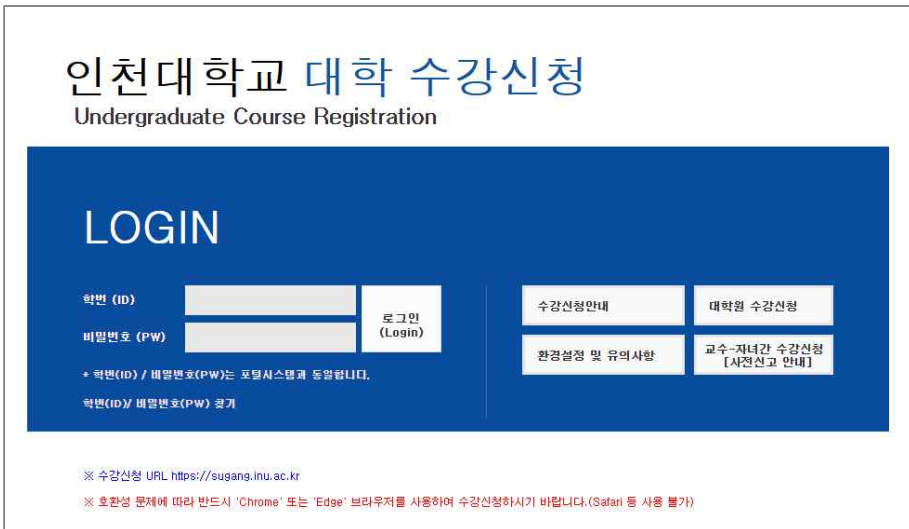 인천대학교 대학 수강신청
Undergraduate Course Registration
LOGIN
학번 (ID)
비밀번호 (PW)
로그인
(Login)
* 학번(ID) / 비밀번호(PW)는 포털시스템과 동일합니다.
학번(ID)/ 비밀번호(PW) 찾기
수강신청안내
대학원 수강신청
환경설정 및 유의사항
교수-자녀간 수강신청
[사전신고 안내]
※ 수강신청 URL https://sugang.inu.ac.kr
※ 호환성 문제에 따라 반드시 'Chrome' 또는 'Edge' 브라우저를 사용하여 수강신청하시기 바랍니다.(Safari 등 사용 불가)